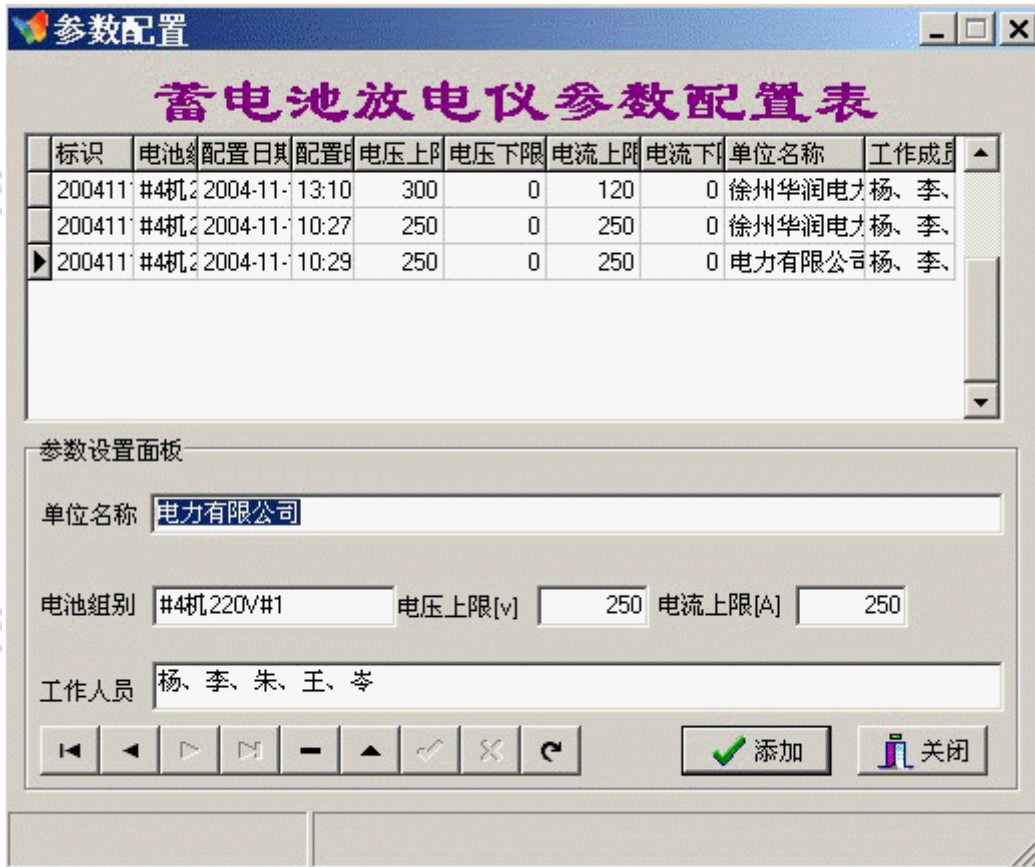 参数配置
蓄电池放电仪参数配置表
标识 电池组 配置日期 配置时 电压上限 电压下限 电流上限 电流下限 单位名称 工作成员
200411 #4机2 2004-11- 13:10 300 0 120 0 徐州华润电力 杨、李、
200411 #4机2 2004-11- 10:27 250 0 250 0 徐州华润电力 杨、李、
200411 #4机2 2004-11- 10:29 250 0 250 0 电力有限公司 杨、李、
参数设置面板
单位名称 电力有限公司
电池组别 #4机220V#1 电压上限[v] 250 电流上限[A] 250
工作人员 杨、李、朱、王、岑
添加 关闭